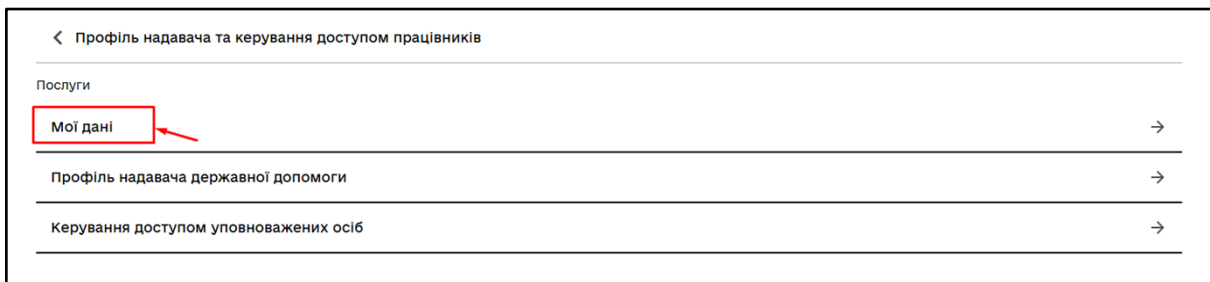 Профіль надавача та керування доступом працівників
Послуги
Мої дані
Профіль надавача державної допомоги
Керування доступом уповноважених осіб